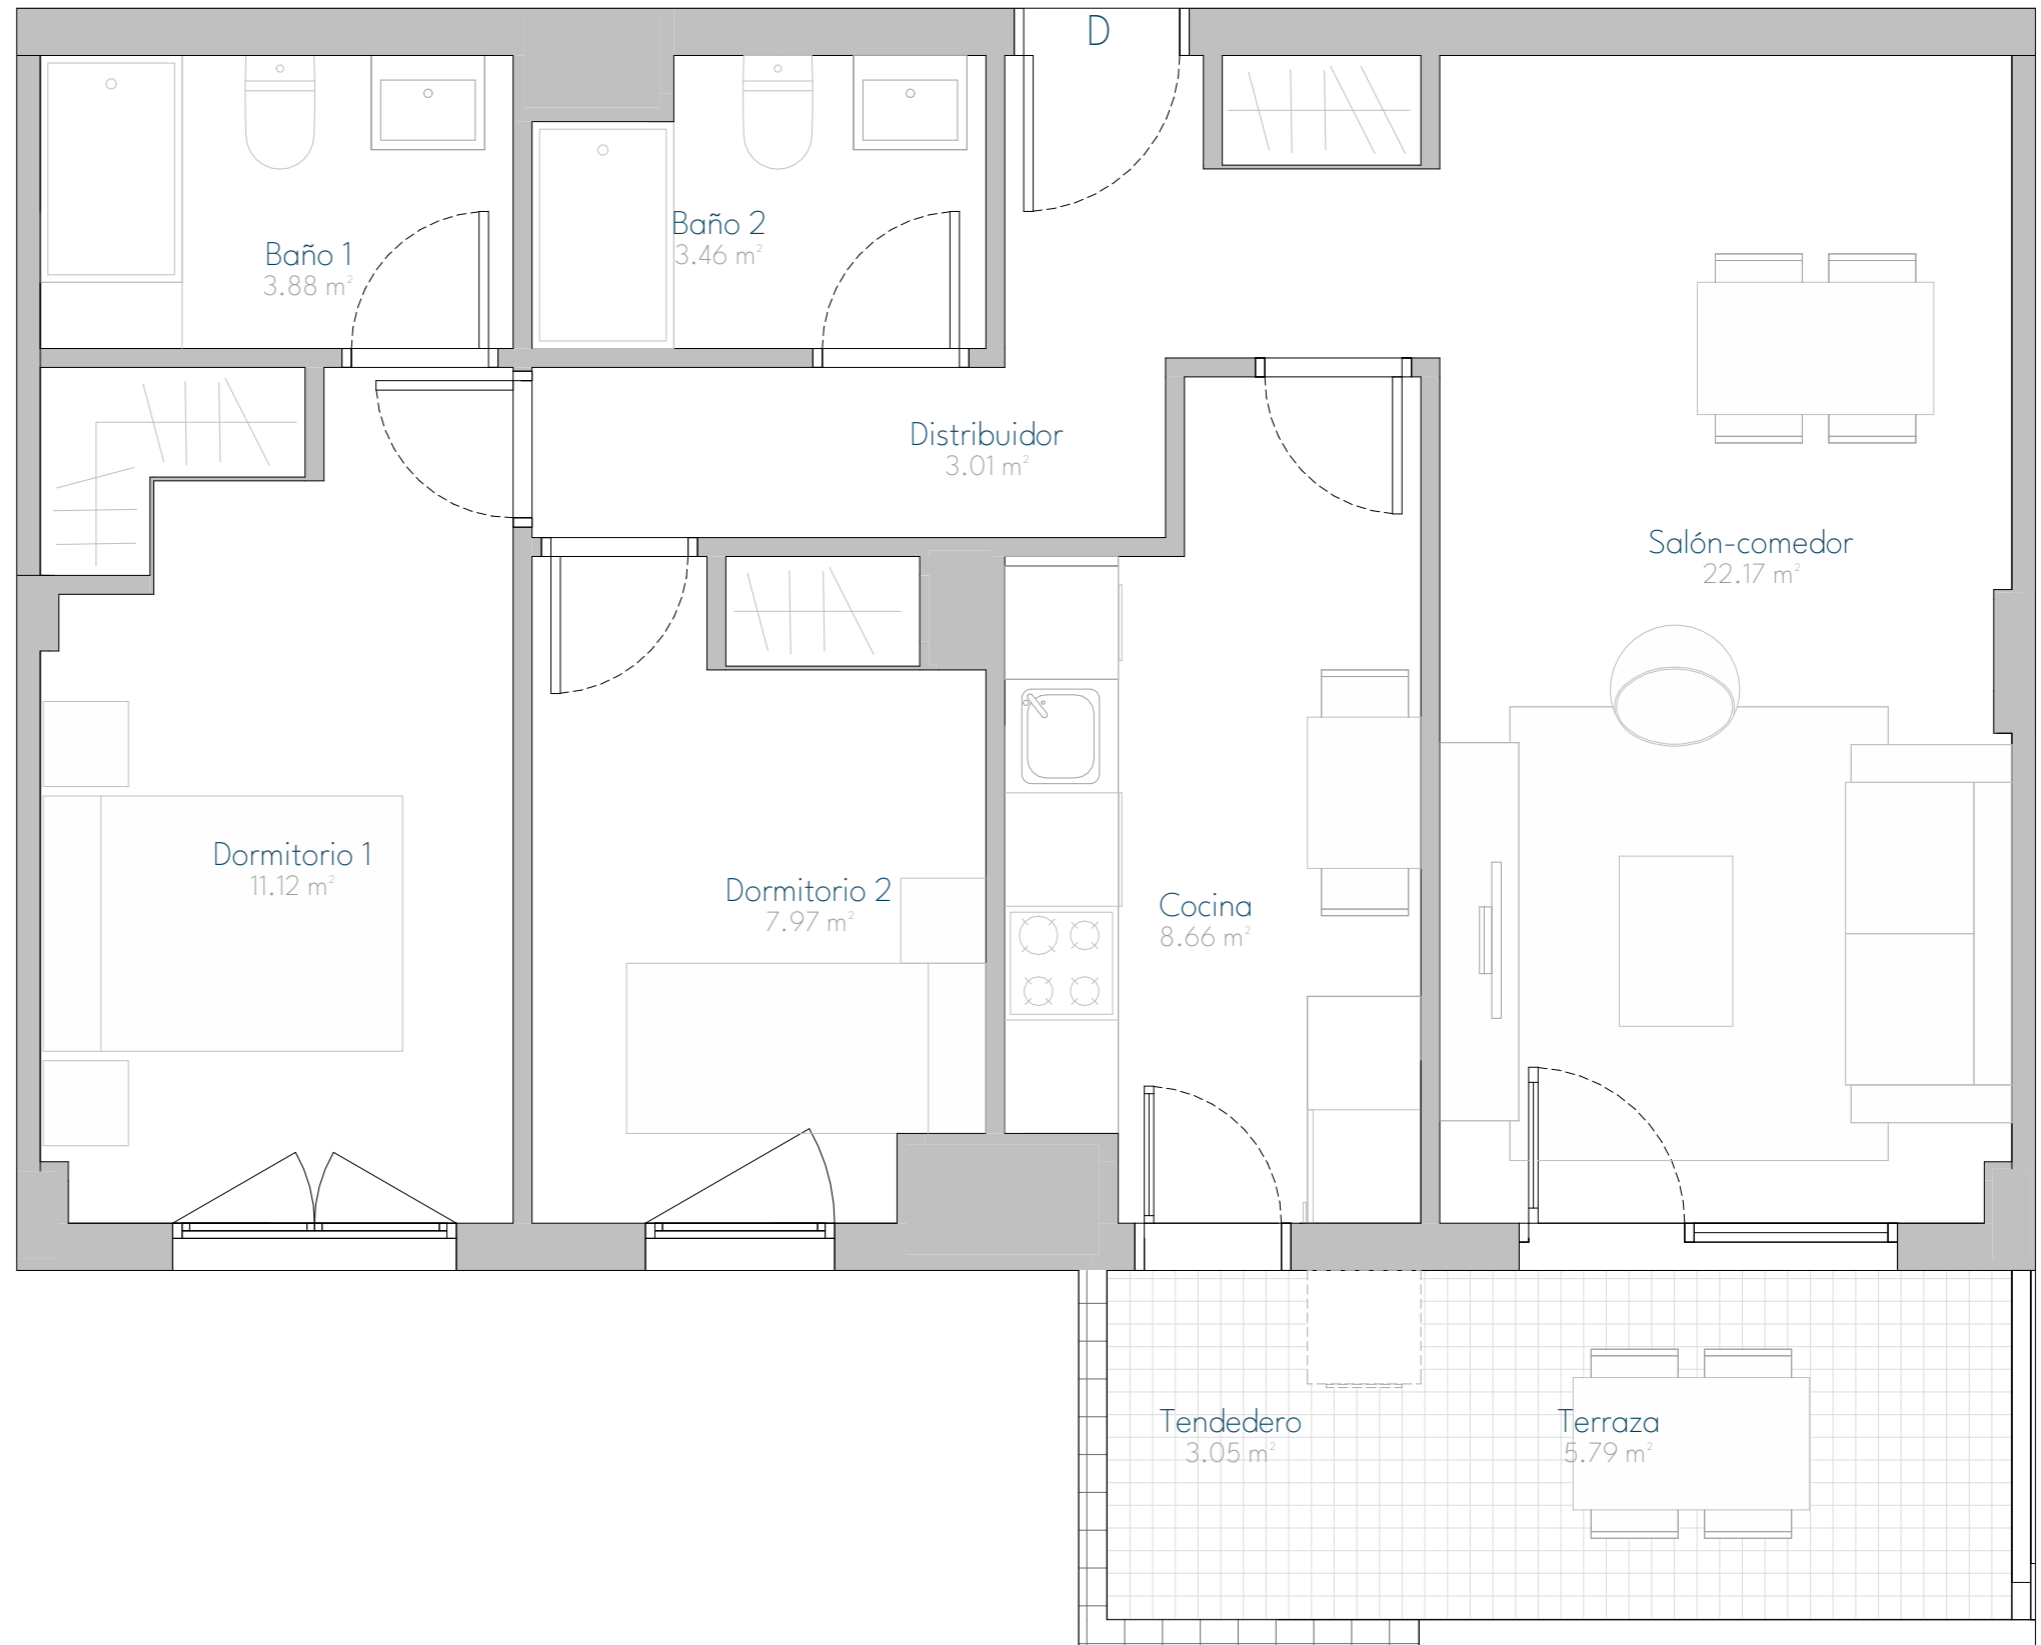 D
Baño 1
3.88 m²
Baño 2
3.46 m²
Distribuidor
3.01 m²
Salón-comedor
22.17 m²
Dormitorio 1
11.12 m²
Dormitorio 2
7.97 m²
Cocina
8.66 m²
Tendedero
3.05 m²
Terraza
5.79 m²